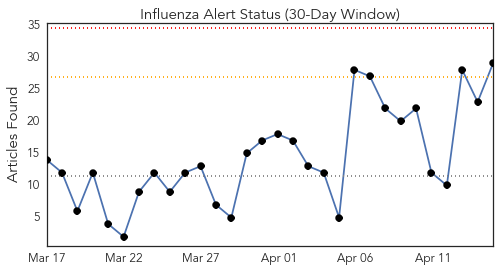 Influenza Alert Status (30-Day Window)
Articles Found
35
30
25
20
15
10
5
Mar 17 Mar 22 Mar 27 Apr 01 Apr 06 Apr 11